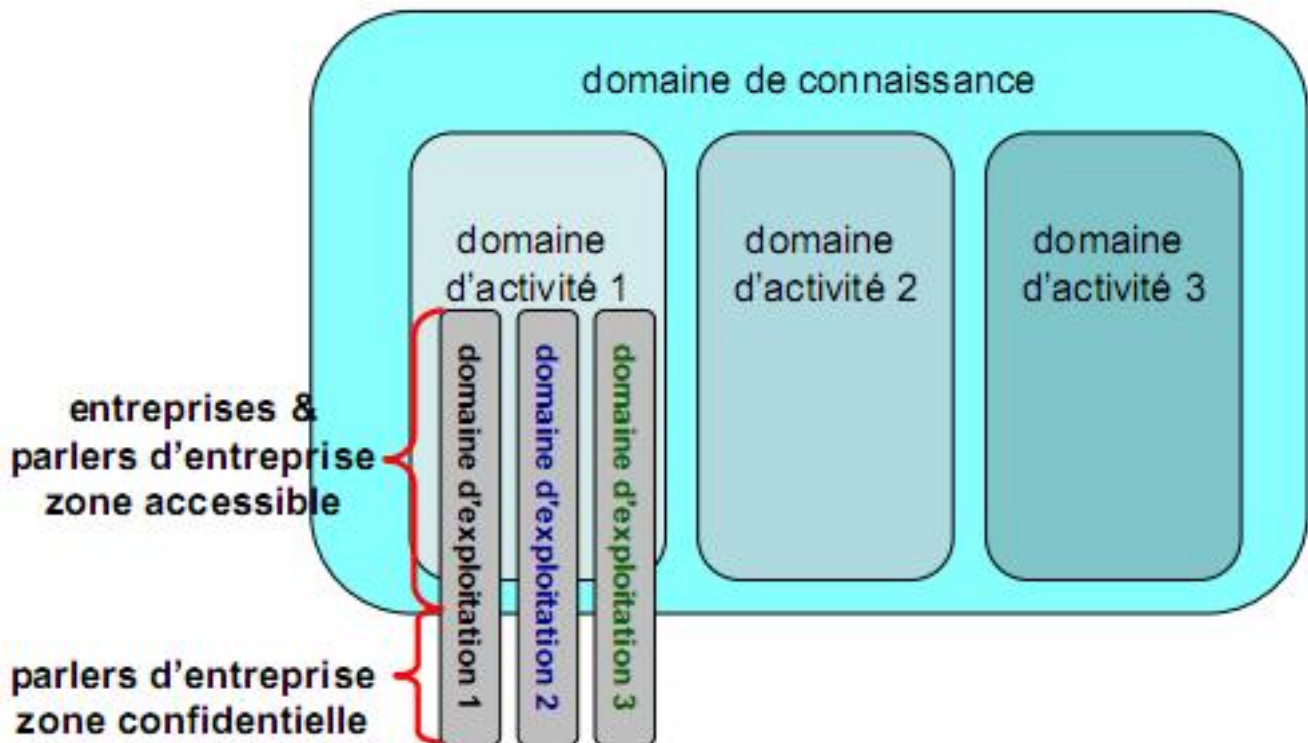 domaine de connaissance
domaine
d'activité 1
domaine
d'activité 2
domaine
d'activité 3
entreprises &
parlers d'entreprise
zone accessible
domaine d'exploitation 1
domaine d'exploitation 2
domaine d'exploitation 3
parlers d'entreprise
zone confidentielle